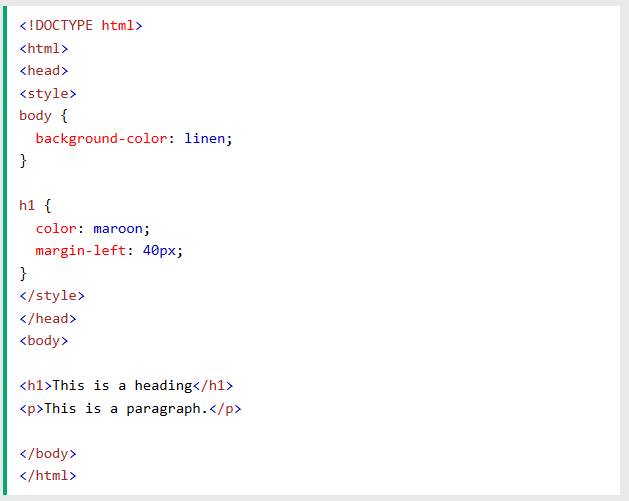 <!DOCTYPE html>
<html>
<head>
<style>
body {
  background-color: linen;
}

h1 {
  color: maroon;
  margin-left: 40px;
}
</style>
</head>
<body>

<h1>This is a heading</h1>
<p>This is a paragraph.</p>

</body>
</html>